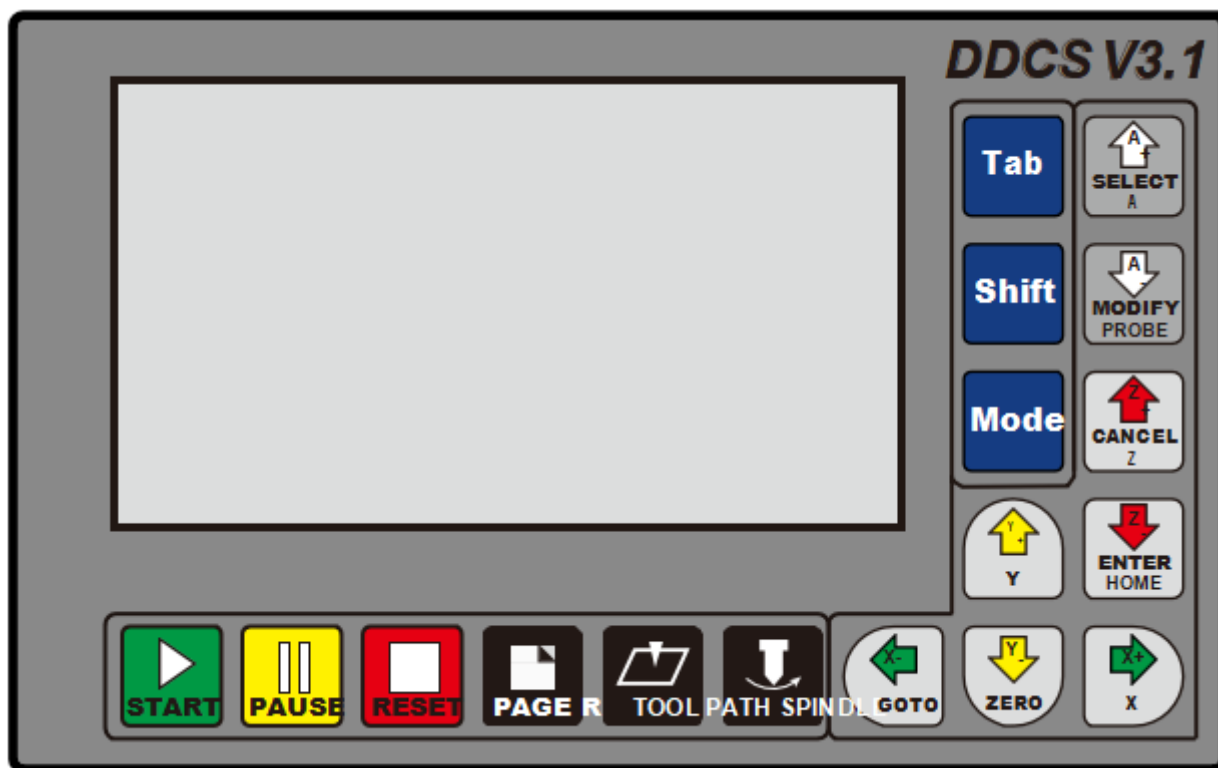 DDCS V3.1
Tab
A
+
SELECT
A
Shift
A
-
MODIFY
PROBE
Mode
Z
+
CANCEL
Z
Y
+
Y
Z
-
ENTER
HOME
START
PAUSE
RESET
PAGE R
TOOL PATH
SPINDLE
X-
GOTO
Y
-
ZERO
X+
X